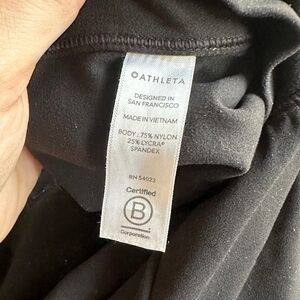 ATHLETA
DESIGNED IN
SAN FRANCISCO
MADE IN VIETNAM
BODY : 75% NYLON
25% LYCRA®
SPANDEX
RN 54023
Certified
B
Corporation